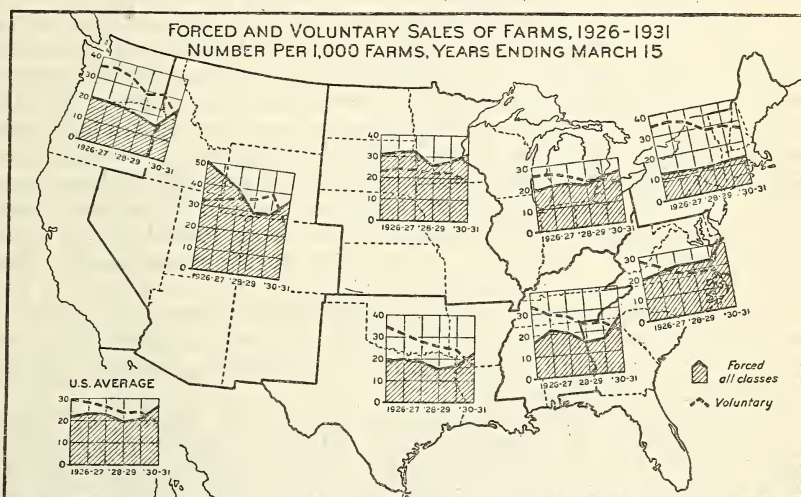 FORCED AND VOLUNTARY SALES OF FARMS, 1926-1931
NUMBER PER 1,000 FARMS, YEARS ENDING MARCH 15
40
30
20
10
0
1926-27 '28-29 '30-31
50
40
30
20
10
0
1926-27 '28-29 '30-31
40
30
20
10
0
1926-27 '28-29 '30-31
30
20
10
0
1926-27 '28-29 '30-31
40
30
20
10
0
1926-27 '28-29 '30-31
30
20
10
0
1926-27 '28-29 '30-31
40
30
20
10
0
1926-27 '28-29 '30-31
40
30
20
10
0
1926-27 '28-29 '30-31
U.S. AVERAGE
30
20
10
0
1926-27 '28-29 '30-31
Forced
all classes
Voluntary